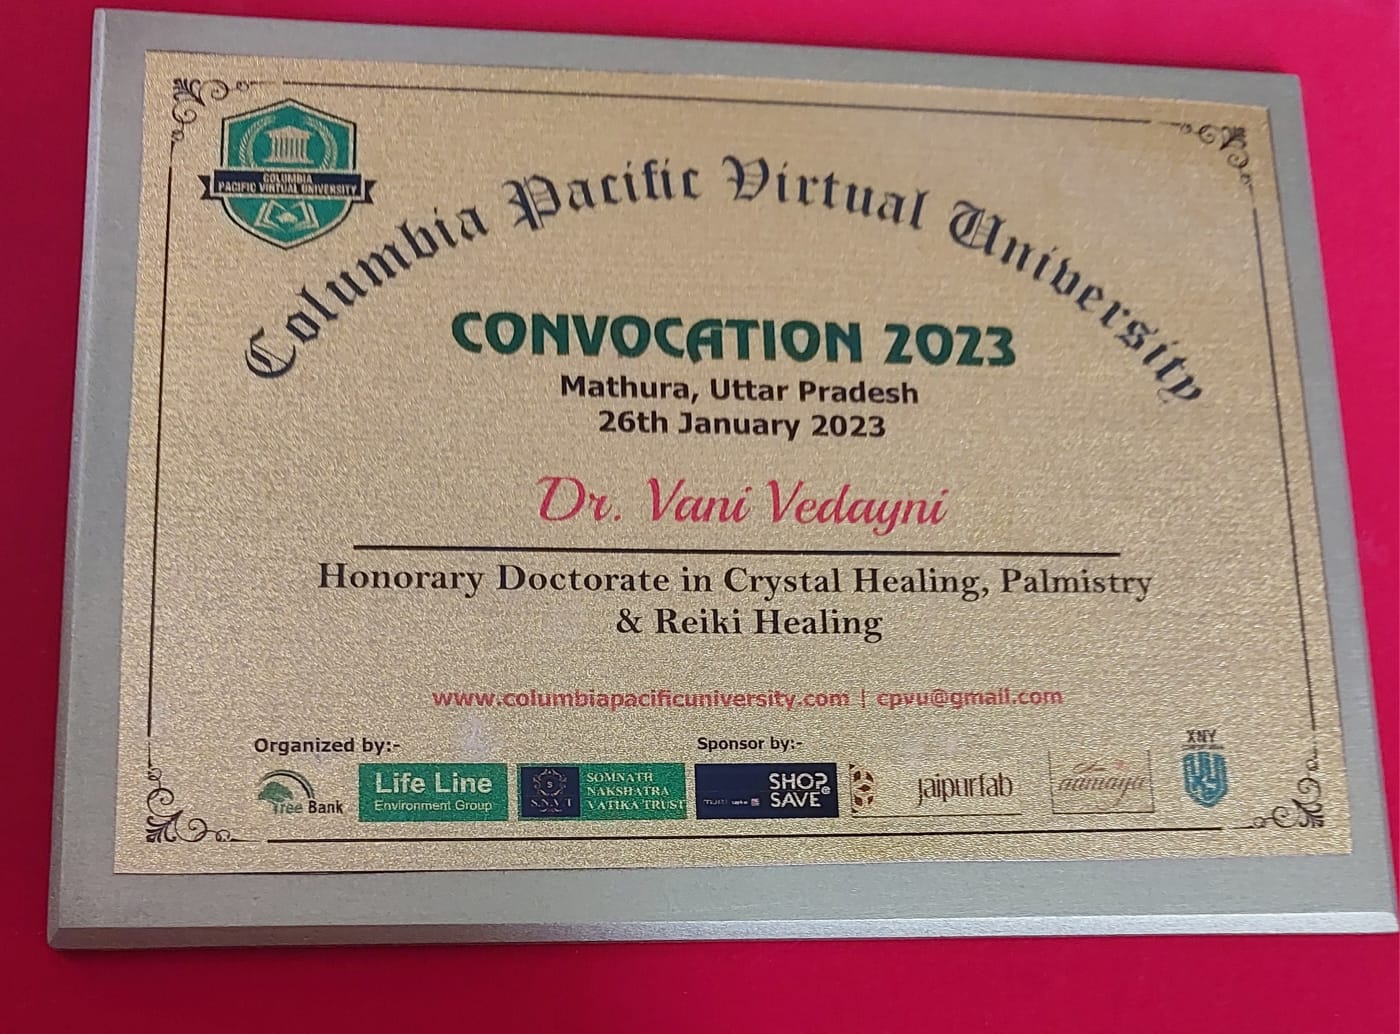 COLUMBIA
PACIFIC VIRTUAL UNIVERSITY
Columbia Pacific Virtual University
CONVOCATION 2023
Mathura, Uttar Pradesh
26th January 2023
Dr. Vani Vedayni
Honorary Doctorate in Crystal Healing, Palmistry
& Reiki Healing
www.columbiapacificuniversity.com | cpvu@gmail.com
Organized by:-
Sponsor by:-
Tree Bank
Life Line
Environment Group
S.N.V.T
SOMNATH
NAKSHATRA
VATIKA TRUST
SHOP
SAVE
jaipurfab
aamaya
XNY